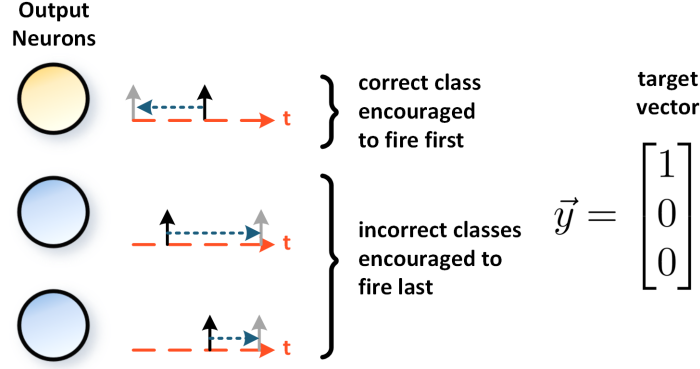 Output
Neurons
t
correct class
encouraged
to fire first
t
incorrect classes
encouraged to
fire last
t
target
vector
y⃗ = [1
0
0]